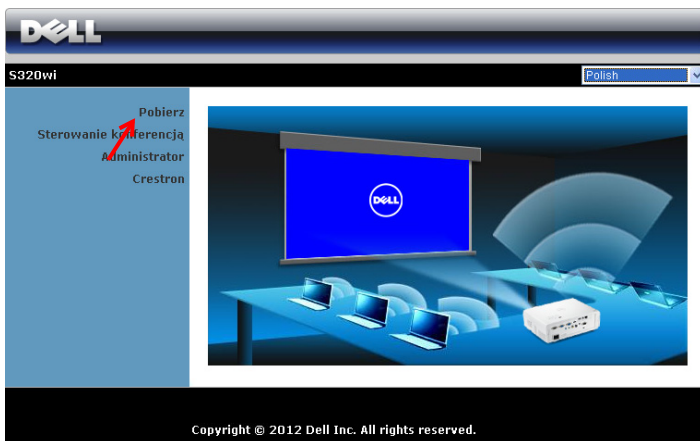 DELL
S320wi
Polish
Pobierz
Sterowanie konferencją
Administrator
Crestron
DELL
Copyright © 2012 Dell Inc. All rights reserved.